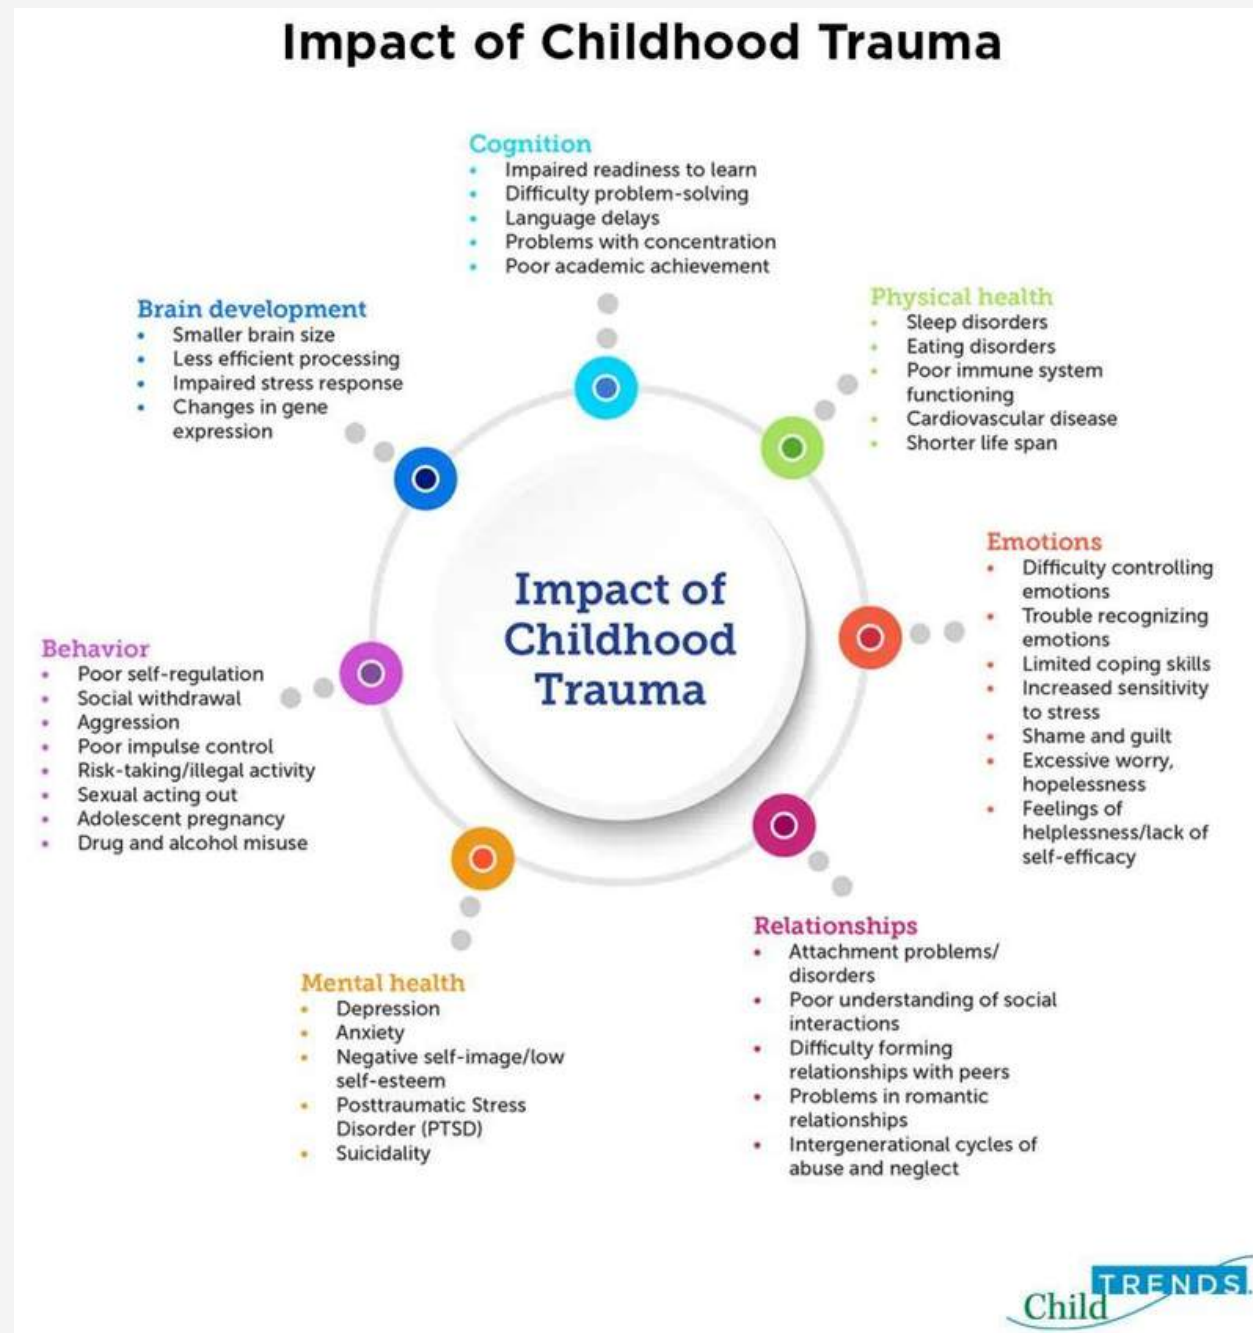 Impact of Childhood Trauma
Cognition
• Impaired readiness to learn
• Difficulty problem-solving
• Language delays
• Problems with concentration
• Poor academic achievement
Physical health
• Sleep disorders
• Eating disorders
• Poor immune system
functioning
• Cardiovascular disease
• Shorter life span
Emotions
• Difficulty controlling
emotions
• Trouble recognizing
emotions
• Limited coping skills
• Increased sensitivity
to stress
• Shame and guilt
• Excessive worry,
hopelessness
• Feelings of
helplessness/lack of
self-efficacy
Relationships
• Attachment problems/
disorders
• Poor understanding of social
interactions
• Difficulty forming
relationships with peers
• Problems in romantic
relationships
• Intergenerational cycles of
abuse and neglect
Mental health
• Depression
• Anxiety
• Negative self-image/low
self-esteem
• Posttraumatic Stress
Disorder (PTSD)
• Suicidality
Behavior
• Poor self-regulation
• Social withdrawal
• Aggression
• Poor impulse control
• Risk-taking/illegal activity
• Sexual acting out
• Adolescent pregnancy
• Drug and alcohol misuse
Brain development
• Smaller brain size
• Less efficient processing
• Impaired stress response
• Changes in gene
expression
Impact of
Childhood
Trauma
Child TRENDS.